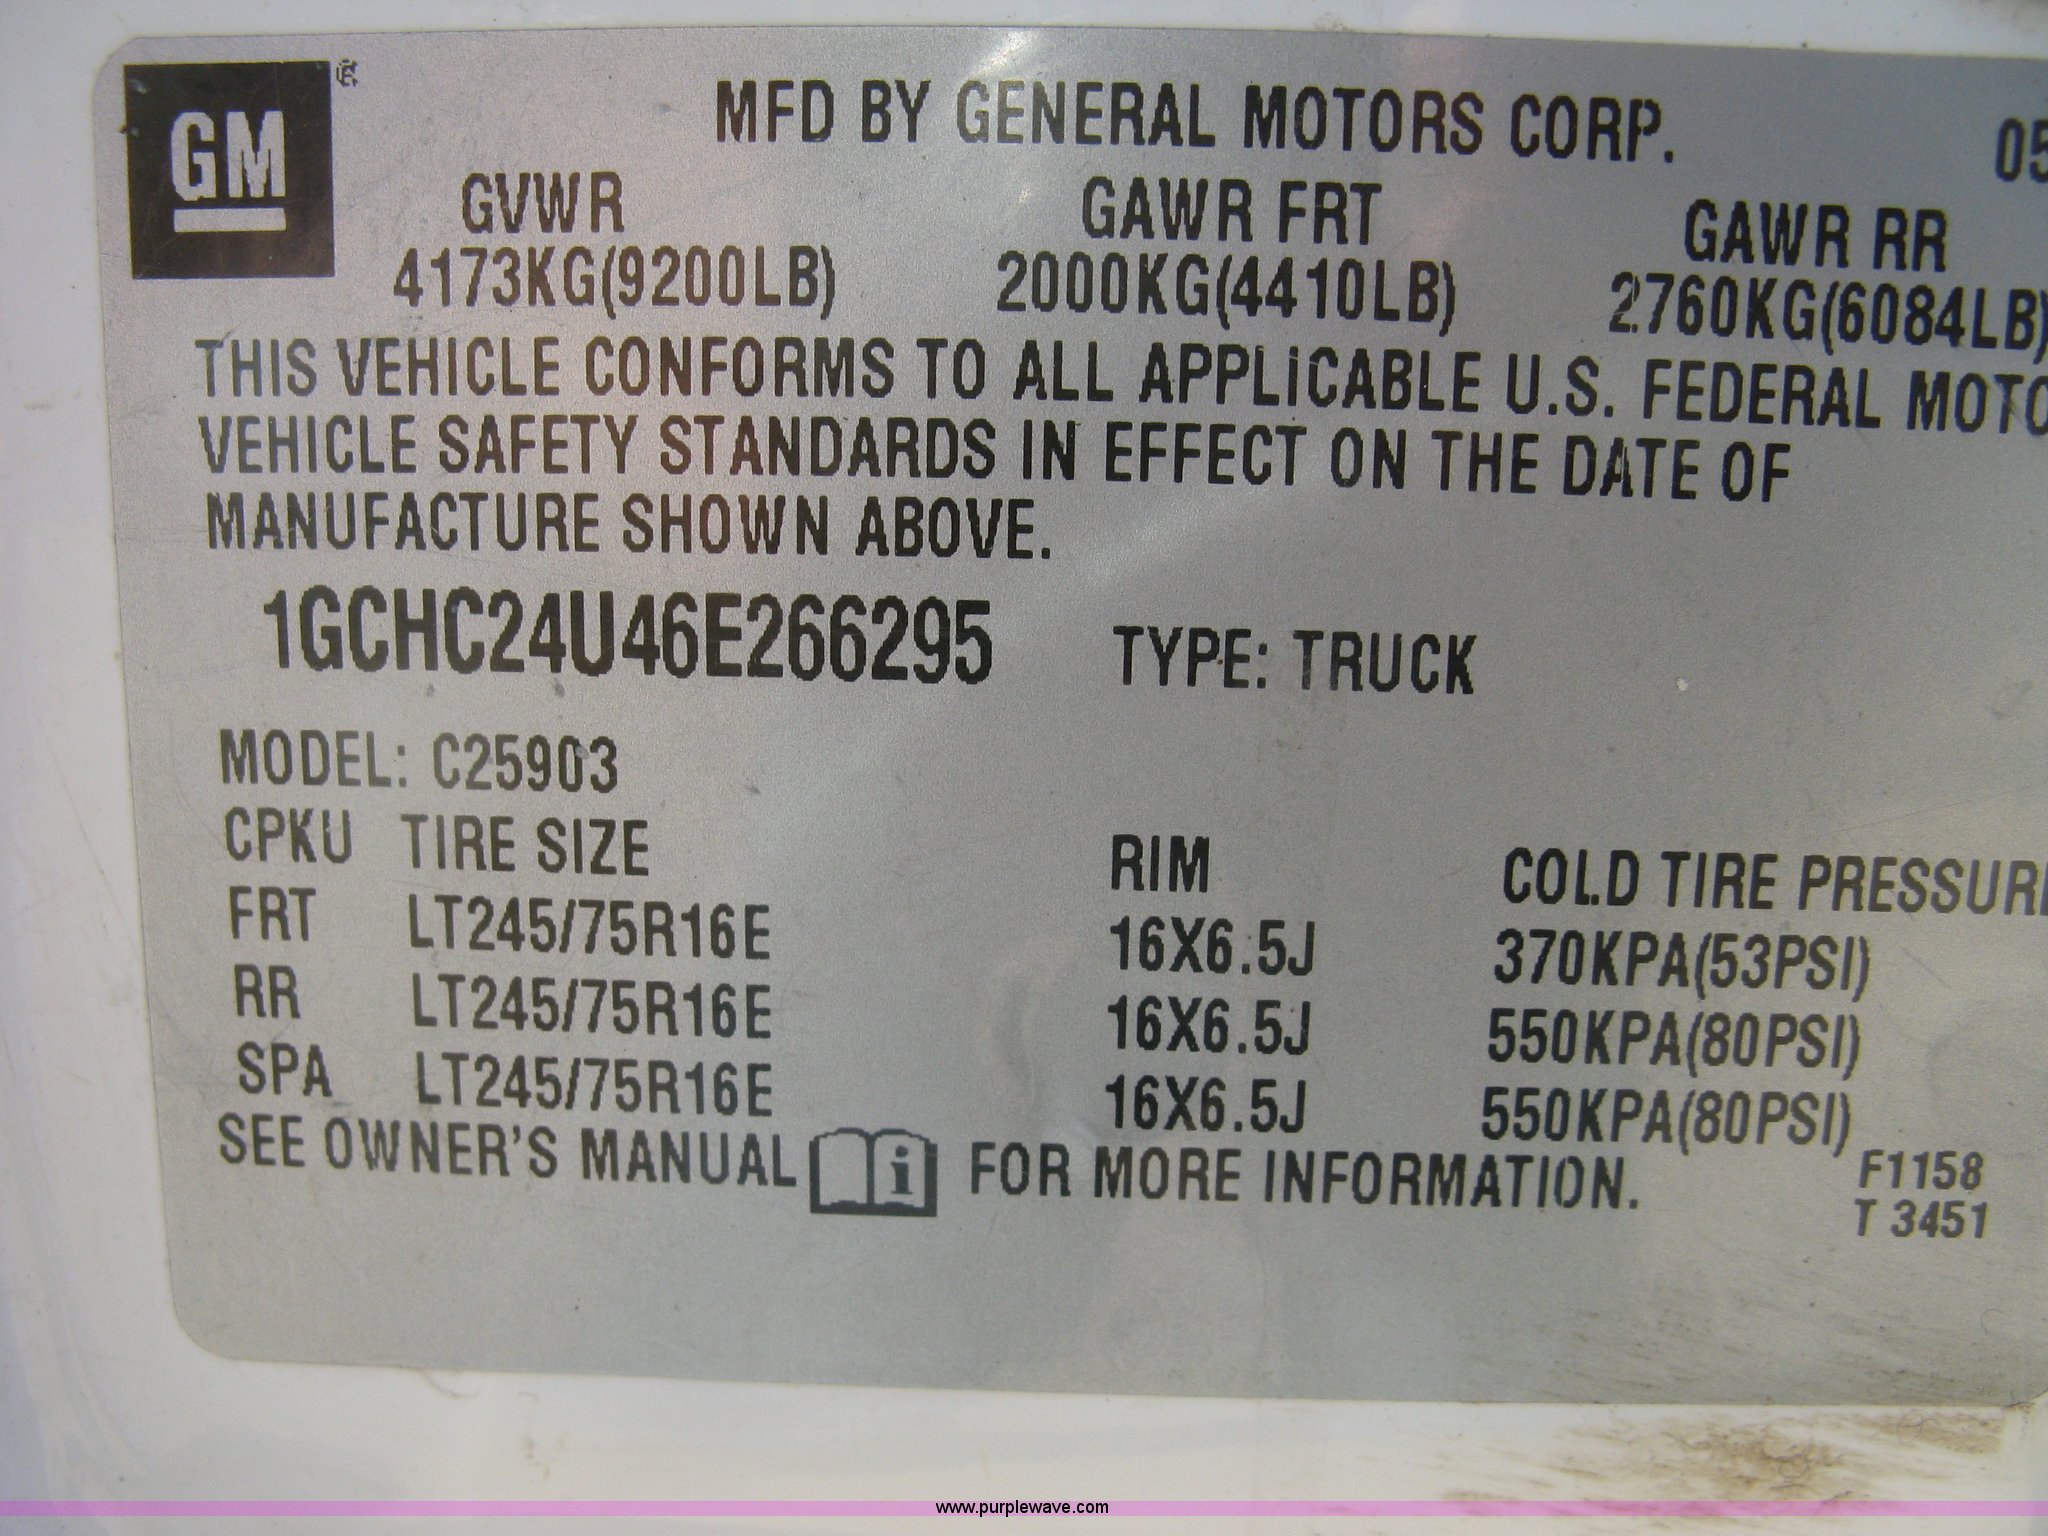 GM
MFD BY GENERAL MOTORS CORP. 05
GVWR GAWR FRT GAWR RR
4173KG(9200LB) 2000KG(4410LB) 2760KG(6084LB)
THIS VEHICLE CONFORMS TO ALL APPLICABLE U.S. FEDERAL MOTO
VEHICLE SAFETY STANDARDS IN EFFECT ON THE DATE OF
MANUFACTURE SHOWN ABOVE.
1GCHC24U46E266295 TYPE: TRUCK
MODEL: C25903
CPKU TIRE SIZE RIM COLD TIRE PRESSURE
FRT LT245/75R16E 16X6.5J 370KPA(53PSI)
RR LT245/75R16E 16X6.5J 550KPA(80PSI)
SPA LT245/75R16E 16X6.5J 550KPA(80PSI)
SEE OWNER'S MANUAL i FOR MORE INFORMATION.
F1158
T 3451
www.purplewave.com